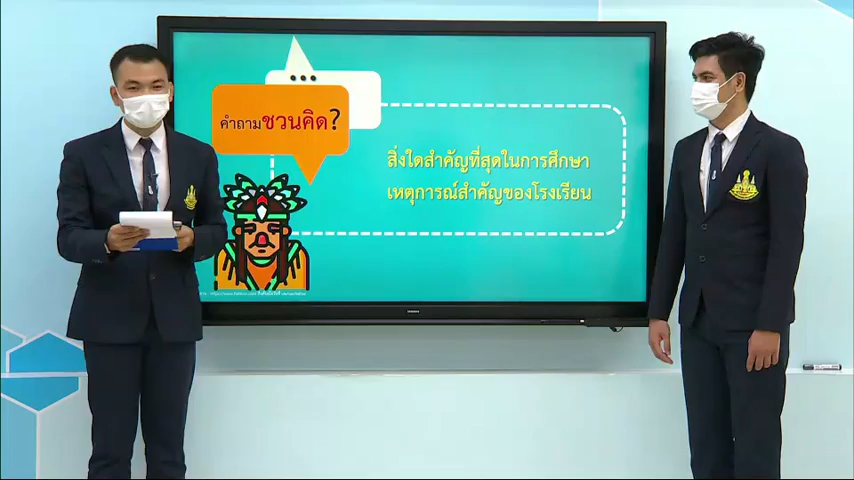 คำถามชวนคิด?
สิ่งใดสำคัญที่สุดในการศึกษา
เหตุการณ์สำคัญของโรงเรียน